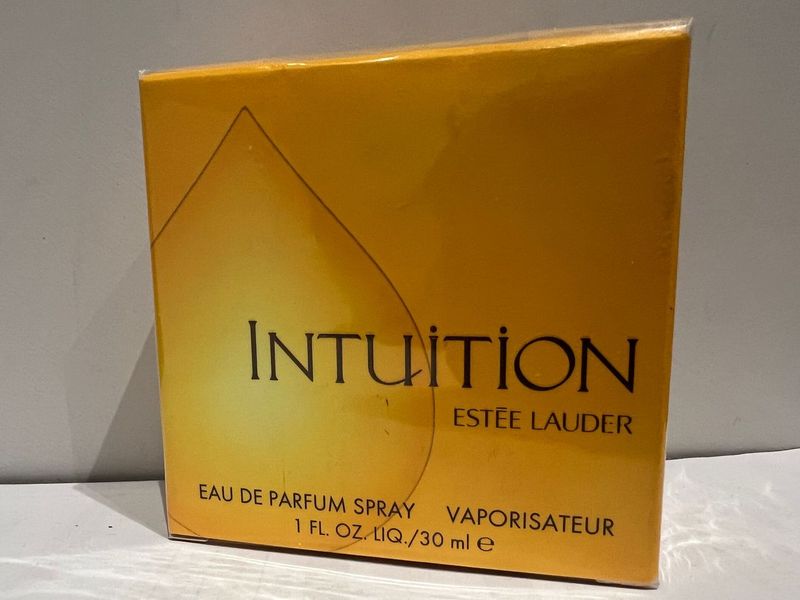 INTUiTiON
ESTĒE LAUDER
EAU DE PARFUM SPRAY VAPORISATEUR
1 FL. OZ. LIQ./30 ml ℮